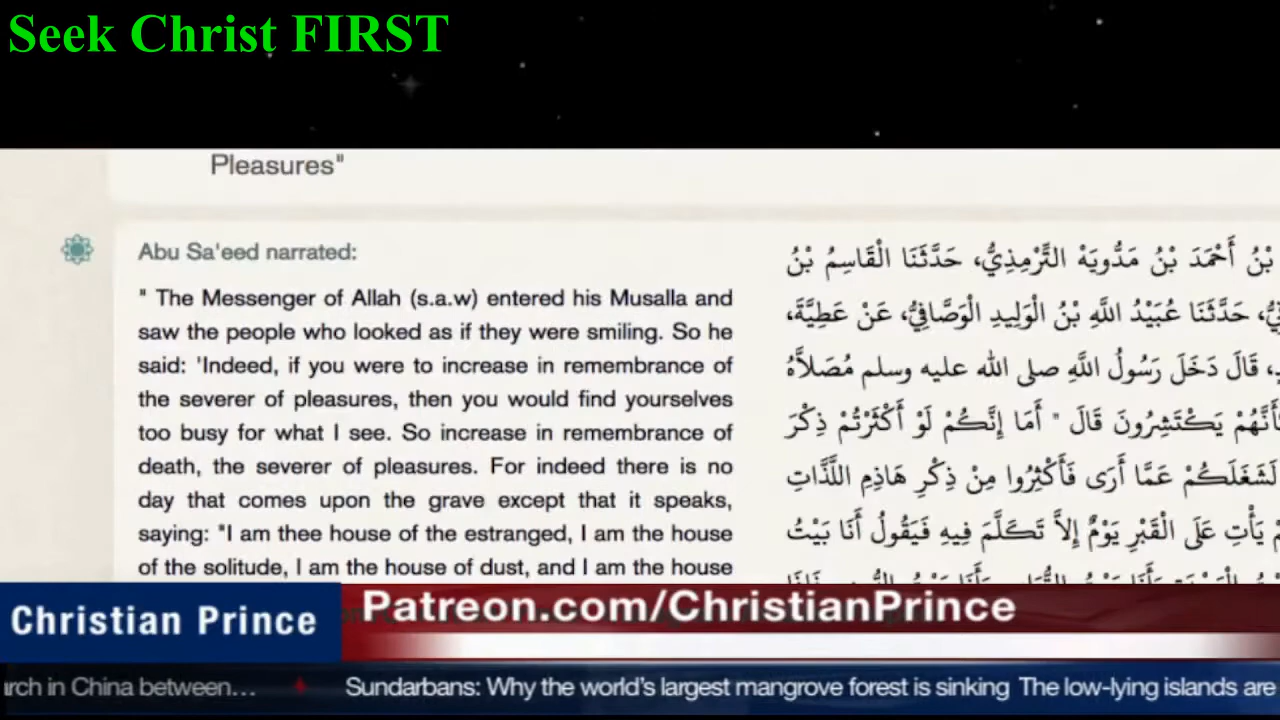 Seek Christ FIRST
Pleasures"
Abu Sa'eed narrated:
" The Messenger of Allah (s.a.w) entered his Musalla and
saw the people who looked as if they were smiling. So he
said: 'Indeed, if you were to increase in remembrance of
the severer of pleasures, then you would find yourselves
too busy for what I see. So increase in remembrance of
death, the severer of pleasures. For indeed there is no
day that comes upon the grave except that it speaks,
saying: "I am thee house of the estranged, I am the house
of the solitude, I am the house of dust, and I am the house
بْنُ أَحْمَدَ بْنُ مَدُّويَهْ التِّرْمِذِيُّ، حَدَّثَنَا الْقَاسِمُ بْنُ
حَدَّثَنَا عُبَيْدُ اللَّهِ بْنُ الْوَلِيدِ الْوَصَّافِيُّ، عَنْ عَطِيَّةَ،
قَالَ دَخَلَ رَسُولُ اللَّهِ صلى الله عليه وسلم مُصَلاَّهُ
يَكْتَشِرُونَ قَالَ " أَمَا إِنَّكُمْ لَوْ أَكْثَرْتُمْ ذِكْرَ
لَشَغَلَكُمْ عَمَّا أَرَى فَأَكْثِرُوا مِنْ ذِكْرِ هَاذِمِ اللَّذَّاتِ
يَأْتِ عَلَى الْقَبْرِ يَوْمٌ إِلاَّ تَكَلَّمَ فِيهِ فَيَقُولُ أَنَا بَيْتُ
Christian Prince
Patreon.com/ChristianPrince
in China between... Sundarbans: Why the world's largest mangrove forest is sinking The low-lying islands are